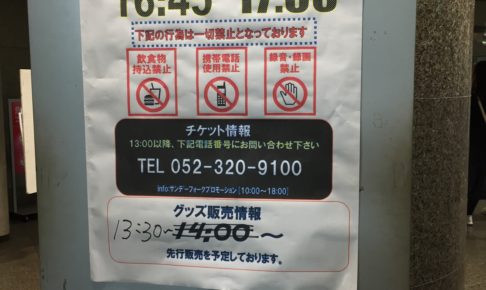 16:45 17:30
下記の行為は一切禁止となっております
飲食物 携帯電話 録音・録画
持込禁止 使用禁止 禁止
チケット情報
13:00以降、下記電話番号にお問い合わせ下さい
TEL 052-320-9100
info:サンデーフォークプロモーション [10:00〜18:00]
グッズ販売情報
13:30〜 14:00〜
先行販売を予定しております。